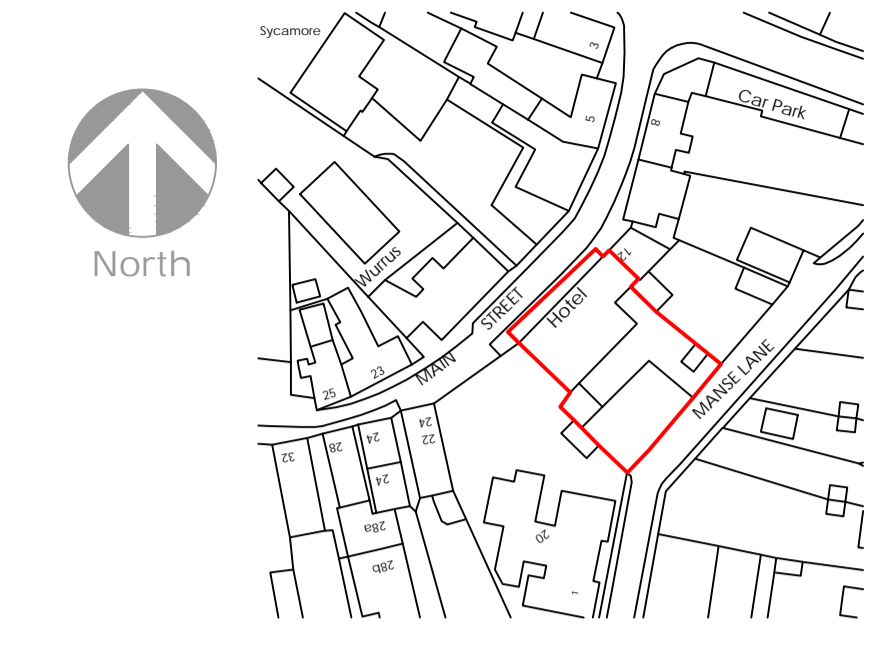 Sycamore
3
Car Park
5
8
North
Wurrus
12
STREET
Hotel
MAIN
MANSE LANE
23
25
24
22
24
28
32
24
28a
20
28b
1